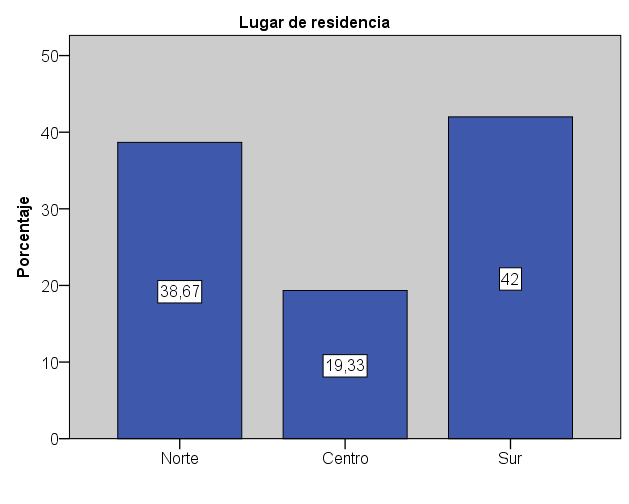 Lugar de residencia
Porcentaje
50
40
30
20
10
0
38,67
19,33
42
Norte
Centro
Sur